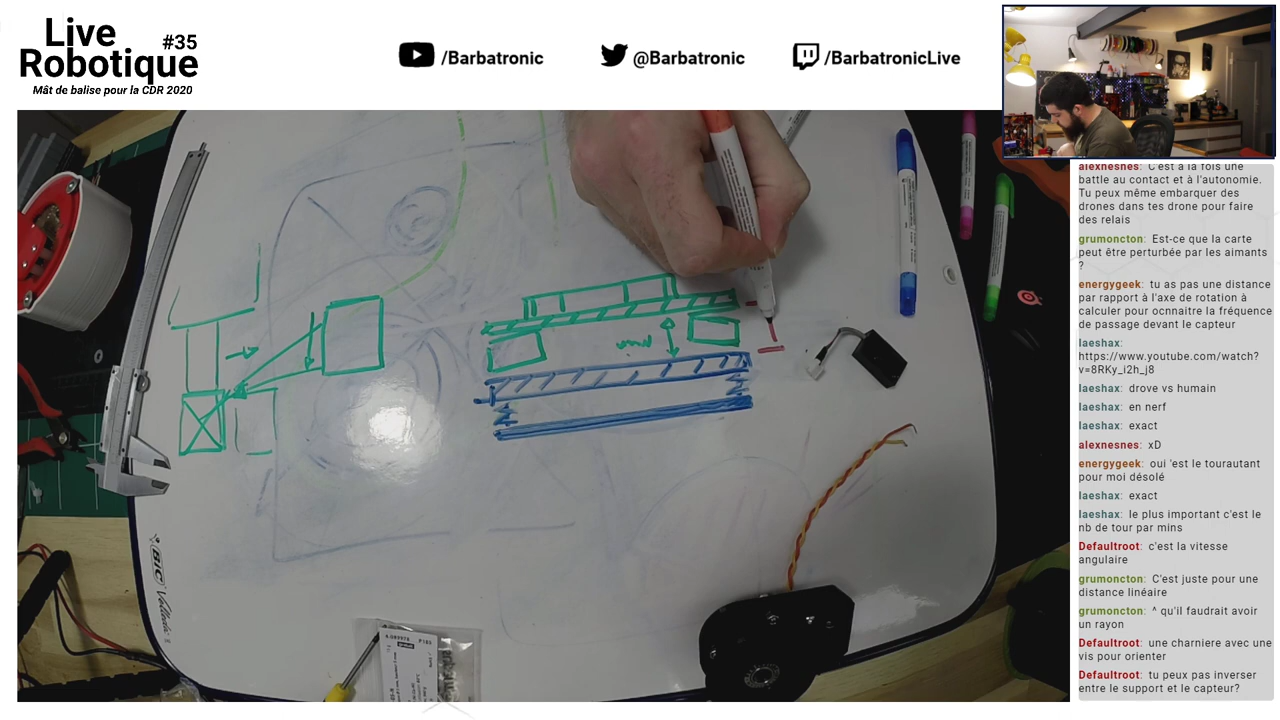 Live
Robotique #35
Mât de balise pour la CDR 2020
/Barbatronic
@Barbatronic
/BarbatronicLive
alexnesnes: C'est à la fois une
battle au contact et à l'autonomie.
Tu peux même embarquer des
drones dans tes drone pour faire
des relais
grumoncton: Est-ce que la carte
peut être perturbée par les aimants
?
energygeek: tu as pas une distance
par rapport à l'axe de rotation à
calculer pour ocnnaitre la fréquence
de passage devant le capteur
laeshax:
https://www.youtube.com/watch?
v=8RKy_i2h_j8
laeshax: drove vs humain
laeshax: en nerf
laeshax: exact
alexnesnes: xD
energygeek: oui 'est le tourautant
pour moi désolé
laeshax: exact
laeshax: le plus important c'est le
nb de tour par mins
Defaultroot: c'est la vitesse
angulaire
grumoncton: C'est juste pour une
distance linéaire
grumoncton: ^ qu'il faudrait avoir
un rayon
Defaultroot: une charniere avec une
vis pour orienter
Defaultroot: tu peux pas inverser
entre le support et le capteur?
BIC Velleda